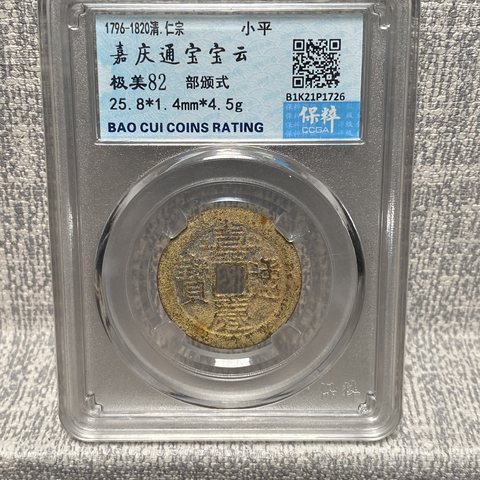 1796-1820清.仁宗 小平
嘉庆通宝宝云
极美82 部颁式
25.8*1.4mm*4.5g
BAO CUI COINS RATING
B1K21P1726
保粹
CCGA
嘉
寶 通
慶